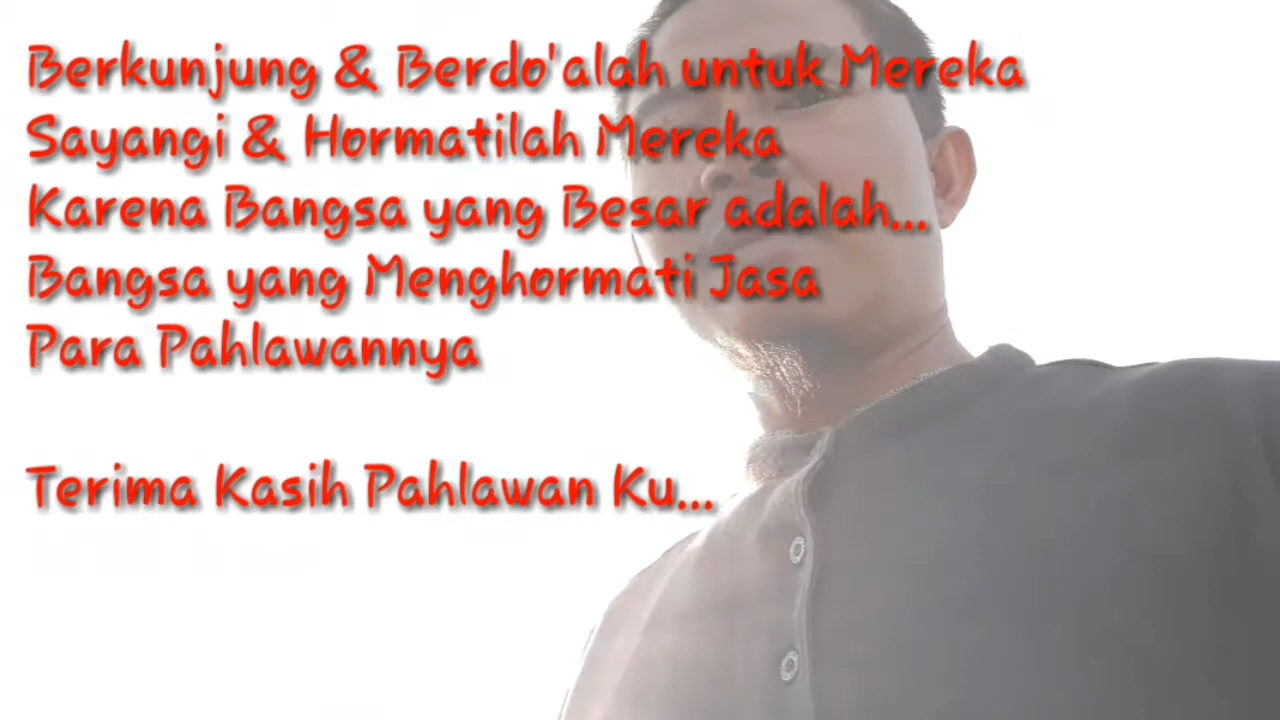 Berkunjung & Berdo'alah untuk Mereka
Sayangi & Hormatilah Mereka
Karena Bangsa yang Besar adalah...
Bangsa yang Menghormati Jasa
Para Pahlawannya
Terima Kasih Pahlawan Ku...